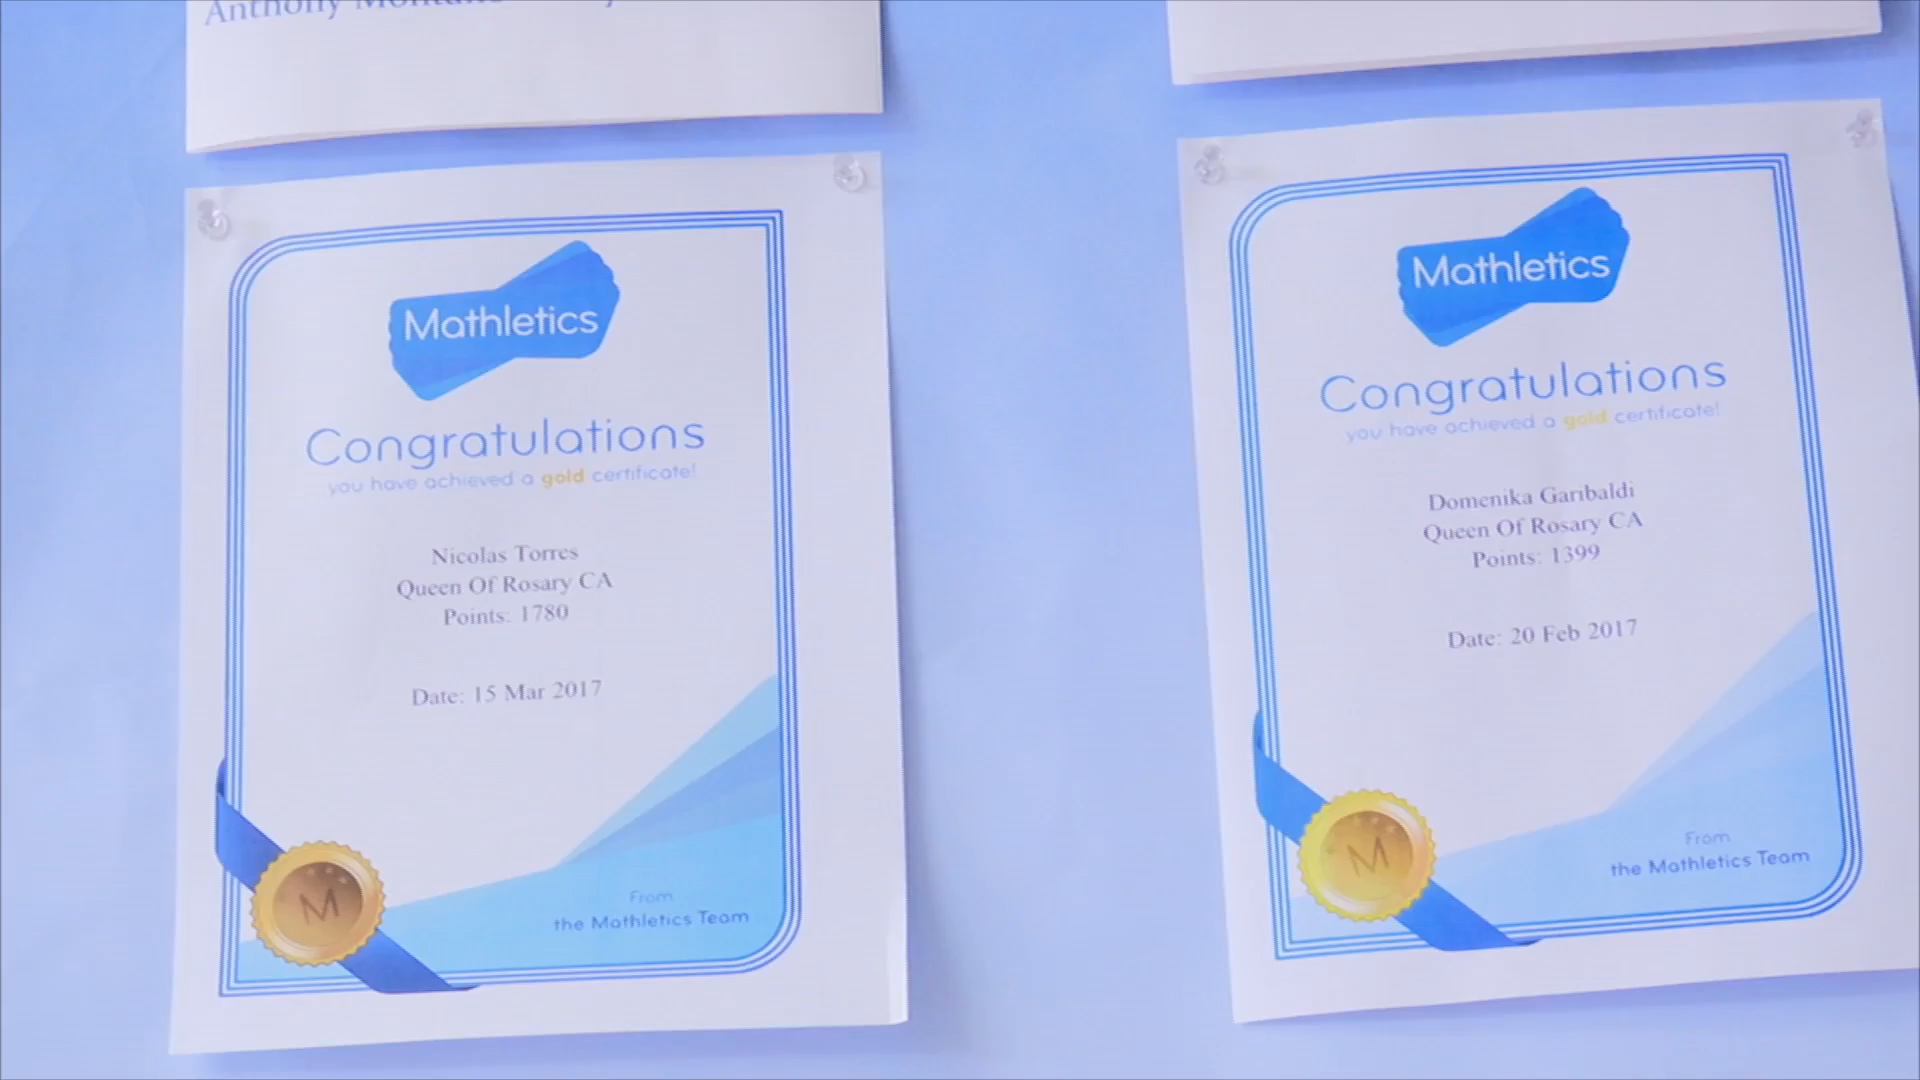 Anthony
Mathletics
Congratulations
you have achieved a gold certificate!
Nicolas Torres
Queen Of Rosary CA
Points: 1780
Date: 15 Mar 2017
M
From
the Mathletics Team
Mathletics
Congratulations
you have achieved a gold certificate!
Domenika Garibaldi
Queen Of Rosary CA
Points: 1399
Date: 20 Feb 2017
M
From
the Mathletics Team